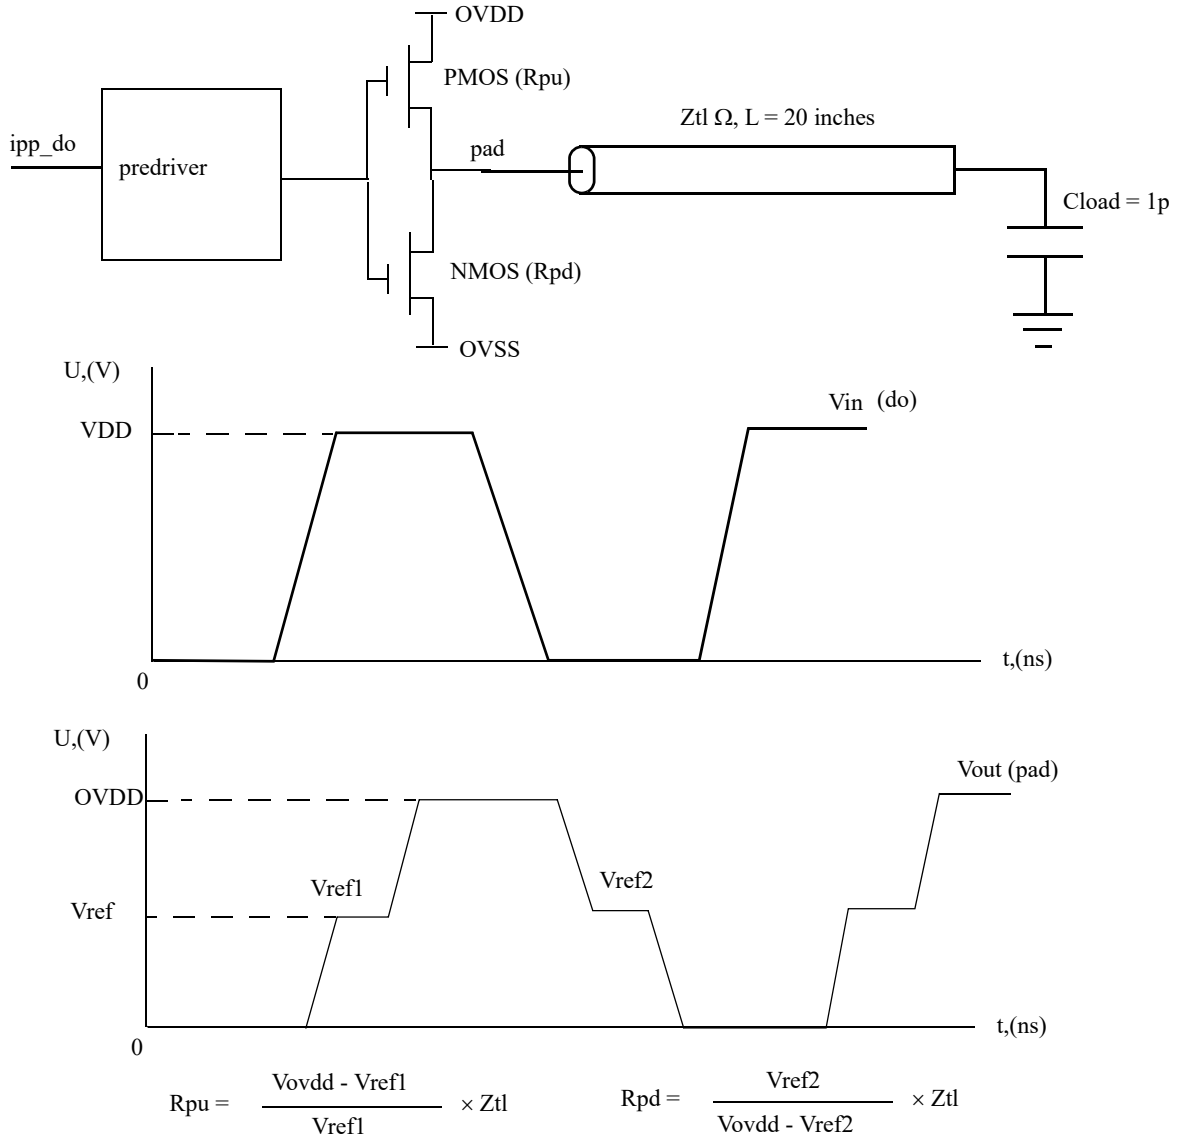 OVDD
PMOS (Rpu)
ipp_do
predriver
pad
Ztl Ω, L = 20 inches
Cload = 1p
NMOS (Rpd)
OVSS
U,(V)
VDD
Vin (do)
t,(ns)
0
U,(V)
Vout (pad)
OVDD
Vref1
Vref2
Vref
t,(ns)
0
Rpu = Vovdd - Vref1 / Vref1 × Ztl
Rpd = Vref2 / Vovdd - Vref2 × Ztl